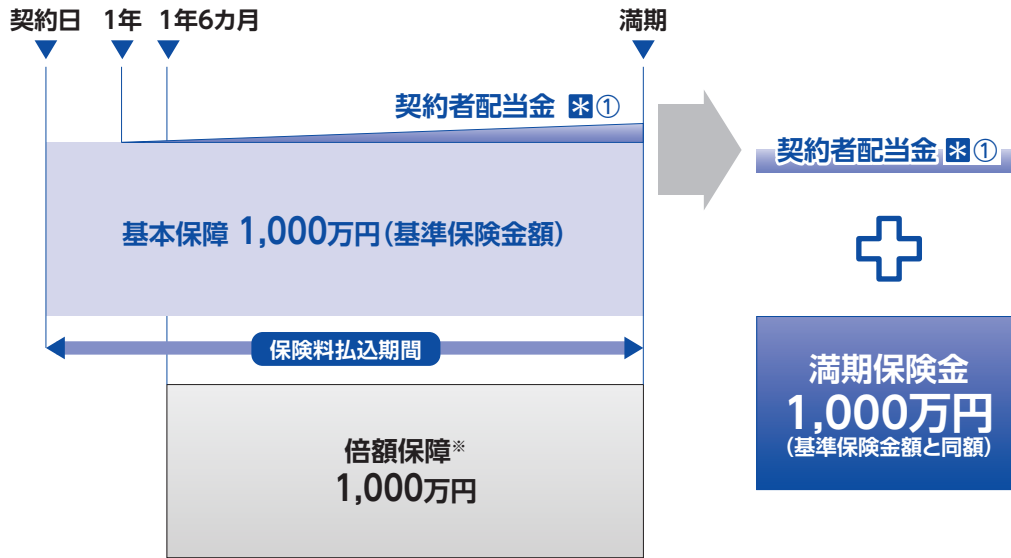 契約日 1年 1年6カ月 満期
契約者配当金 *①
基本保障 1,000万円(基準保険金額)
保険料払込期間
倍額保障※
1,000万円
契約者配当金 *①
満期保険金
1,000万円
(基準保険金額と同額)